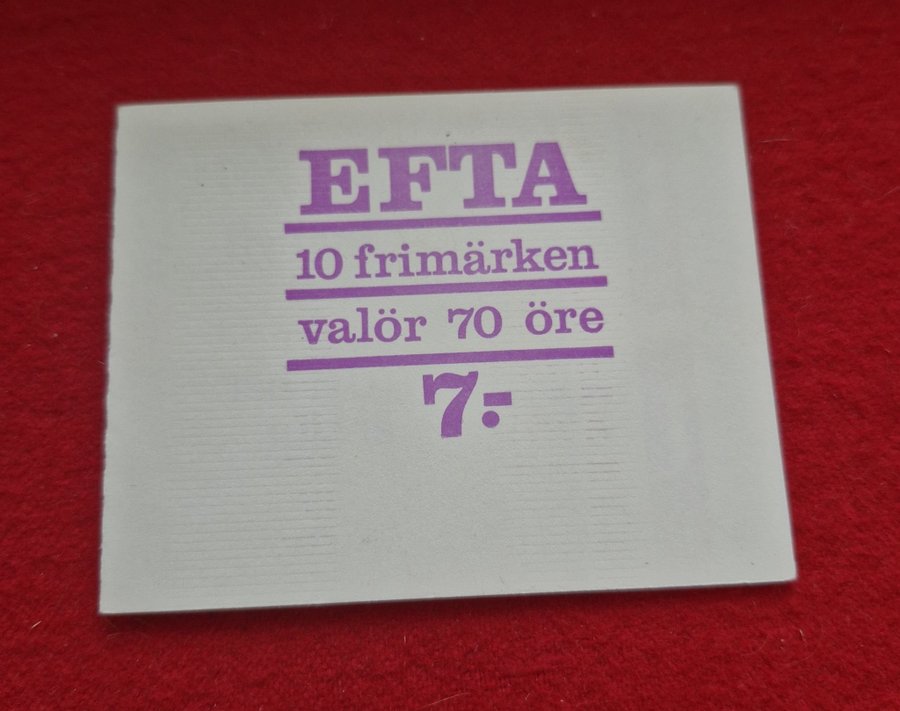 EFTA
10 frimärken
valör 70 öre
7:-